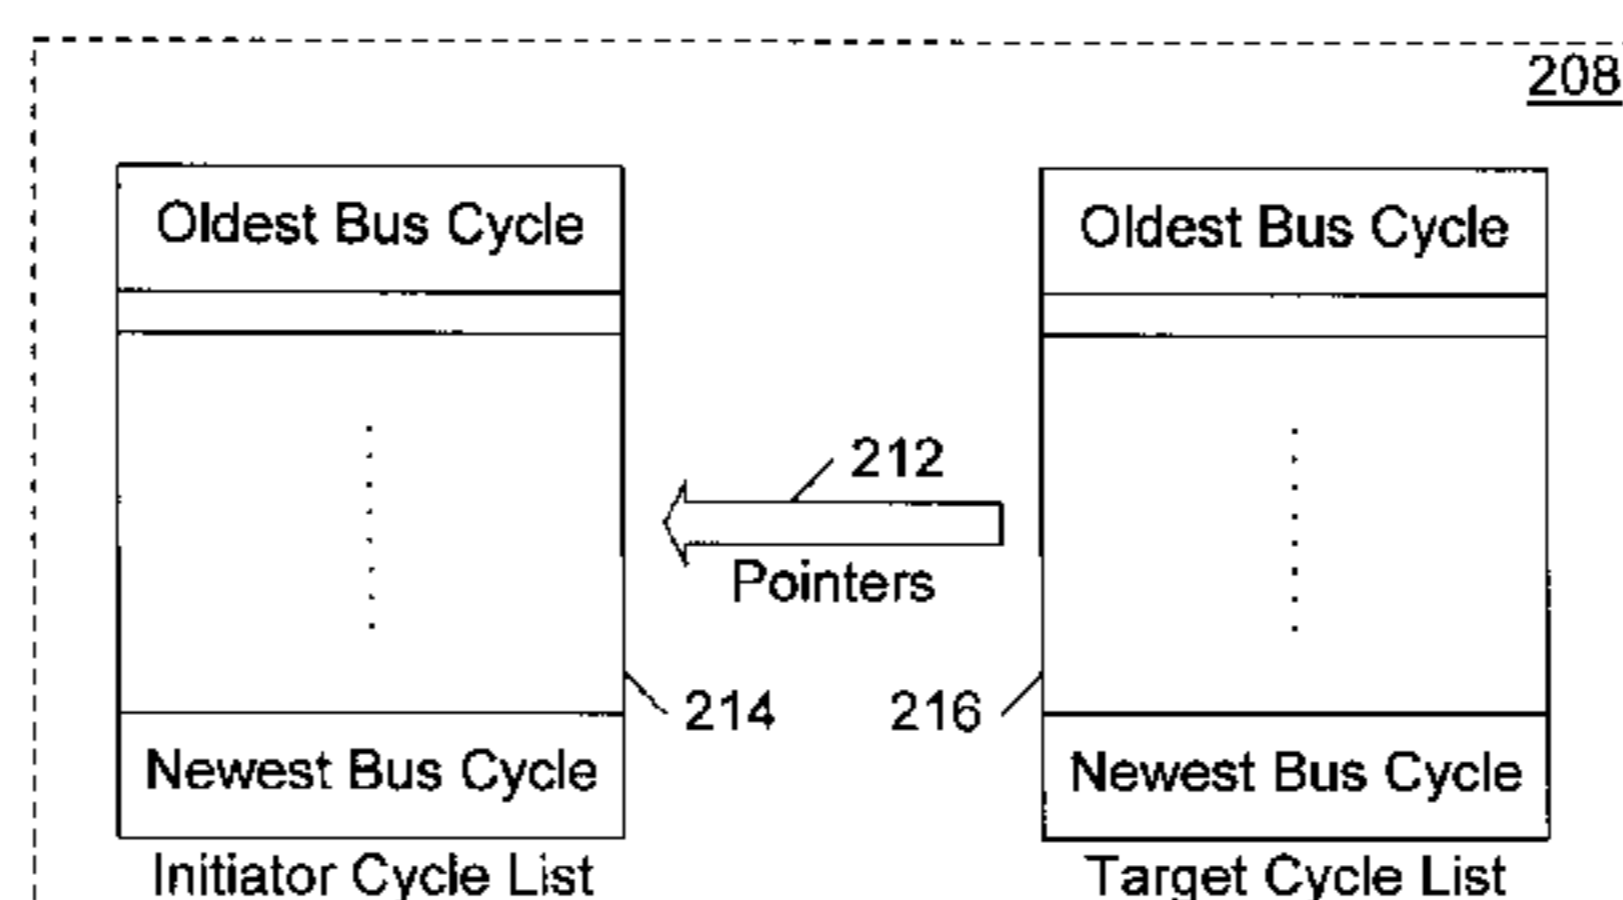 208
Oldest Bus Cycle
Oldest Bus Cycle
212
Pointers
214
216
Newest Bus Cycle
Newest Bus Cycle
Initiator Cycle List
Target Cycle List